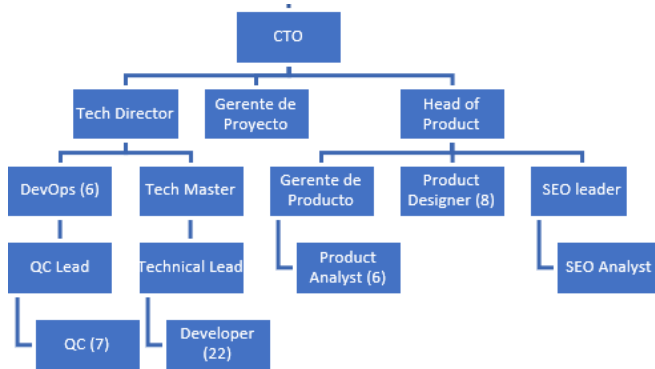 CTO
Tech Director
Gerente de
Proyecto
Head of
Product
DevOps (6)
Tech Master
Gerente de
Producto
Product
Designer (8)
SEO leader
QC Lead
Technical Lead
Product
Analyst (6)
SEO Analyst
QC (7)
Developer
(22)